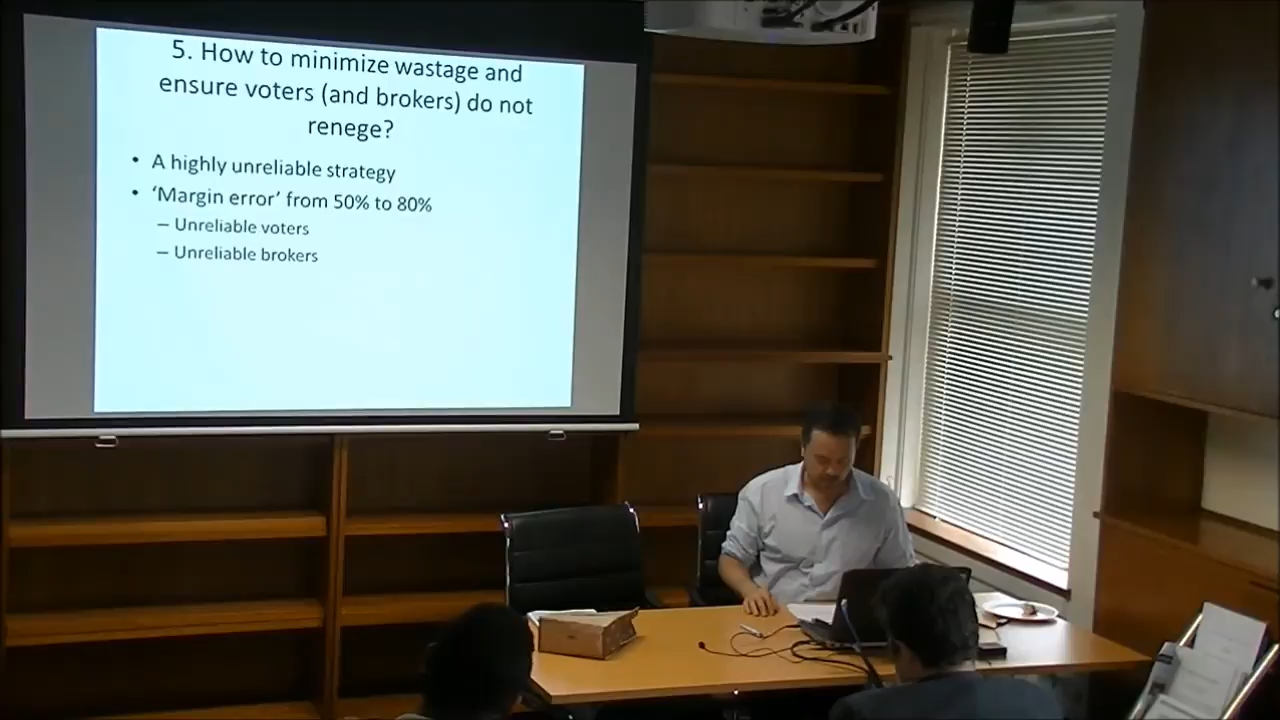 5. How to minimize wastage and
ensure voters (and brokers) do not
renege?
• A highly unreliable strategy
• ‘Margin error’ from 50% to 80%
– Unreliable voters
– Unreliable brokers